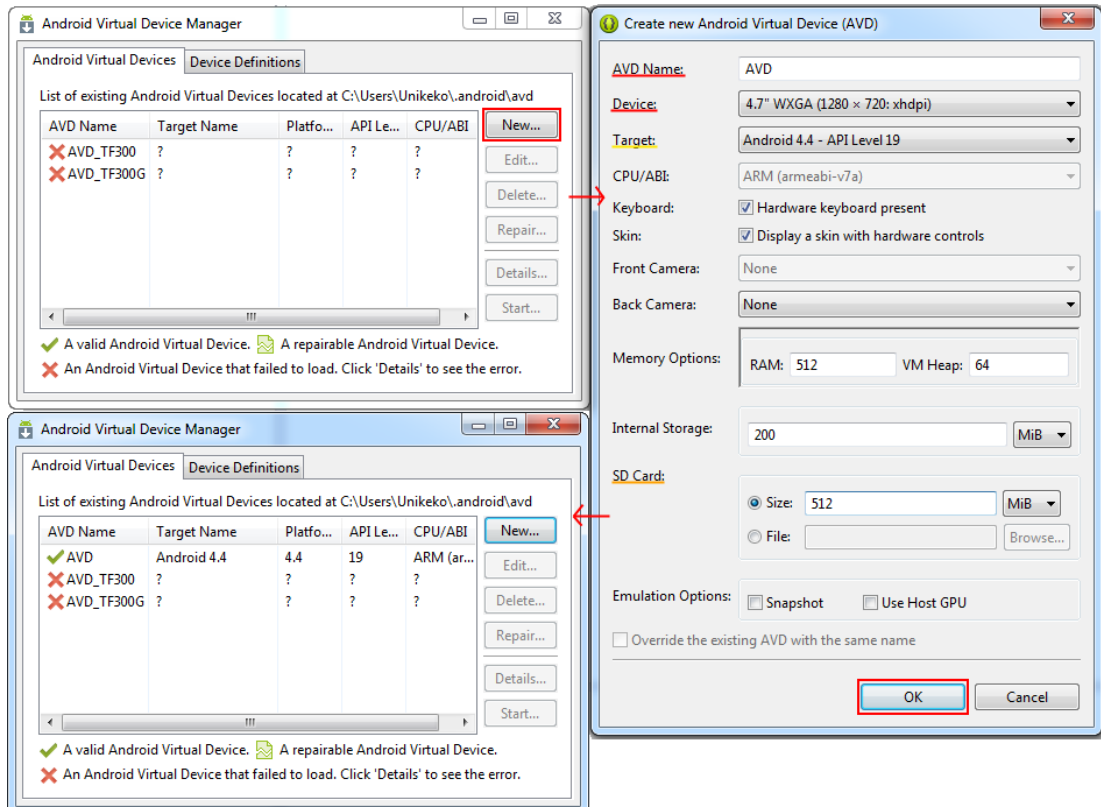 Android Virtual Device Manager
Android Virtual Devices Device Definitions
List of existing Android Virtual Devices located at C:\Users\Unikeko\.android\avd
AVD Name Target Name Platfo... API Le... CPU/ABI New...
AVD_TF300 ? ? ? ?
Edit...
AVD_TF300G ? ? ? ?
Delete...
Repair...
Details...
Start...
A valid Android Virtual Device. A repairable Android Virtual Device.
An Android Virtual Device that failed to load. Click 'Details' to see the error.
Create new Android Virtual Device (AVD)
AVD Name: AVD
Device: 4.7" WXGA (1280 × 720: xhdpi)
Target: Android 4.4 - API Level 19
CPU/ABI: ARM (armeabi-v7a)
Keyboard: Hardware keyboard present
Skin: Display a skin with hardware controls
Front Camera: None
Back Camera: None
Memory Options: RAM: 512 VM Heap: 64
Internal Storage: 200 MiB
SD Card:
Size: 512 MiB
File: Browse...
Emulation Options: Snapshot Use Host GPU
Override the existing AVD with the same name
OK Cancel
Android Virtual Device Manager
Android Virtual Devices Device Definitions
List of existing Android Virtual Devices located at C:\Users\Unikeko\.android\avd
AVD Name Target Name Platfo... API Le... CPU/ABI New...
AVD Android 4.4 4.4 19 ARM (ar...
Edit...
AVD_TF300 ? ? ? ?
AVD_TF300G ? ? ? ? Delete...
Repair...
Details...
Start...
A valid Android Virtual Device. A repairable Android Virtual Device.
An Android Virtual Device that failed to load. Click 'Details' to see the error.